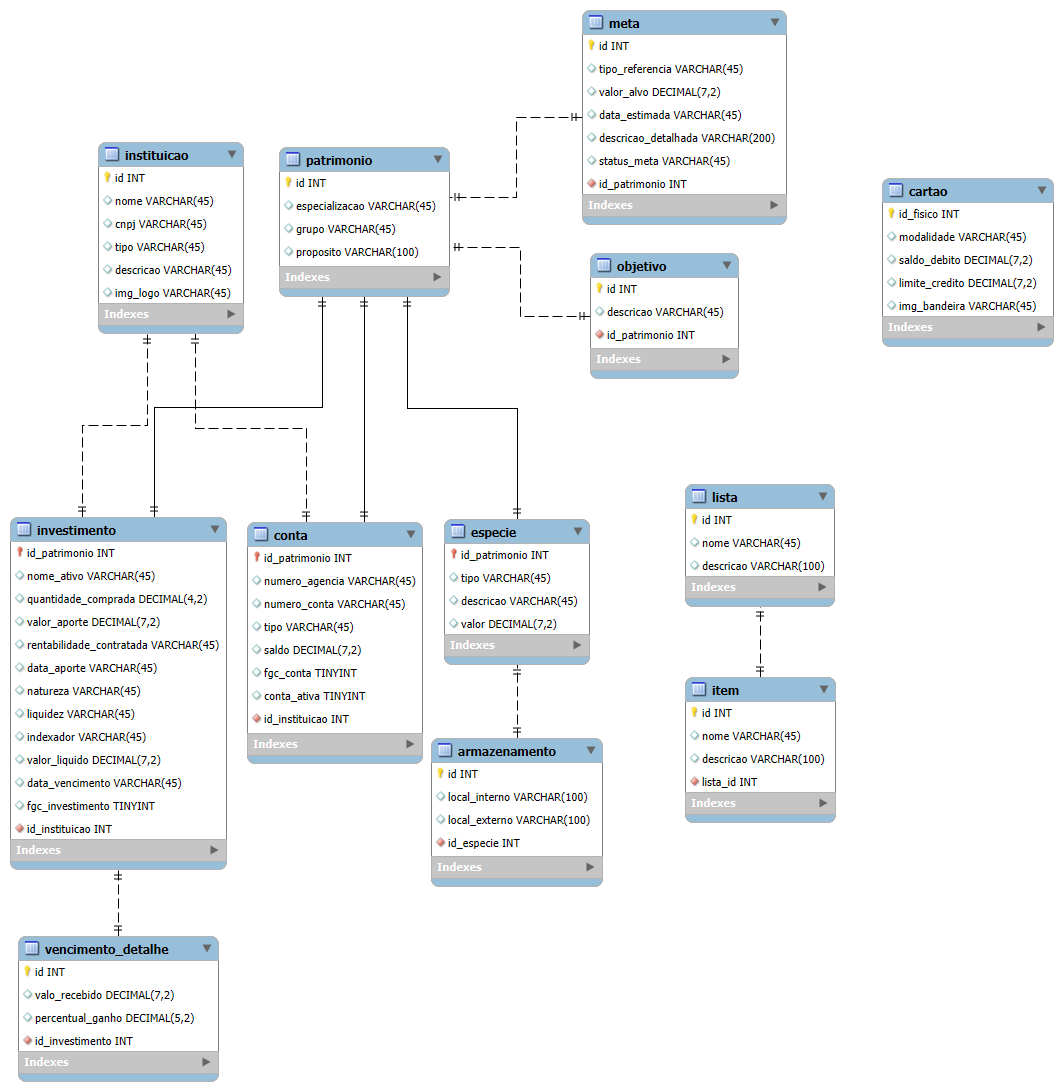 meta
id INT
tipo_referencia VARCHAR(45)
valor_alvo DECIMAL(7,2)
data_estimada VARCHAR(45)
descricao_detalhada VARCHAR(200)
status_meta VARCHAR(45)
id_patrimonio INT
Indexes
instituicao
id INT
nome VARCHAR(45)
cnpj VARCHAR(45)
tipo VARCHAR(45)
descricao VARCHAR(45)
img_logo VARCHAR(45)
Indexes
patrimonio
id INT
especializacao VARCHAR(45)
grupo VARCHAR(45)
proposito VARCHAR(100)
Indexes
cartao
id_fisico INT
modalidade VARCHAR(45)
saldo_debito DECIMAL(7,2)
limite_credito DECIMAL(7,2)
img_bandeira VARCHAR(45)
Indexes
objetivo
id INT
descricao VARCHAR(45)
id_patrimonio INT
Indexes
investimento
id_patrimonio INT
nome_ativo VARCHAR(45)
quantidade_comprada DECIMAL(4,2)
valor_aporte DECIMAL(7,2)
rentabilidade_contratada VARCHAR(45)
data_aporte VARCHAR(45)
natureza VARCHAR(45)
liquidez VARCHAR(45)
indexador VARCHAR(45)
valor_liquido DECIMAL(7,2)
data_vencimento VARCHAR(45)
fgc_investimento TINYINT
id_instituicao INT
Indexes
conta
id_patrimonio INT
numero_agencia VARCHAR(45)
numero_conta VARCHAR(45)
tipo VARCHAR(45)
saldo DECIMAL(7,2)
fgc_conta TINYINT
conta_ativa TINYINT
id_instituicao INT
Indexes
especie
id_patrimonio INT
tipo VARCHAR(45)
descricao VARCHAR(45)
valor DECIMAL(7,2)
Indexes
lista
id INT
nome VARCHAR(45)
descricao VARCHAR(100)
Indexes
item
id INT
nome VARCHAR(45)
descricao VARCHAR(100)
lista_id INT
Indexes
armazenamento
id INT
local_interno VARCHAR(100)
local_externo VARCHAR(100)
id_especie INT
Indexes
vencimento_detalhe
id INT
valo_recebido DECIMAL(7,2)
percentual_ganho DECIMAL(5,2)
id_investimento INT
Indexes